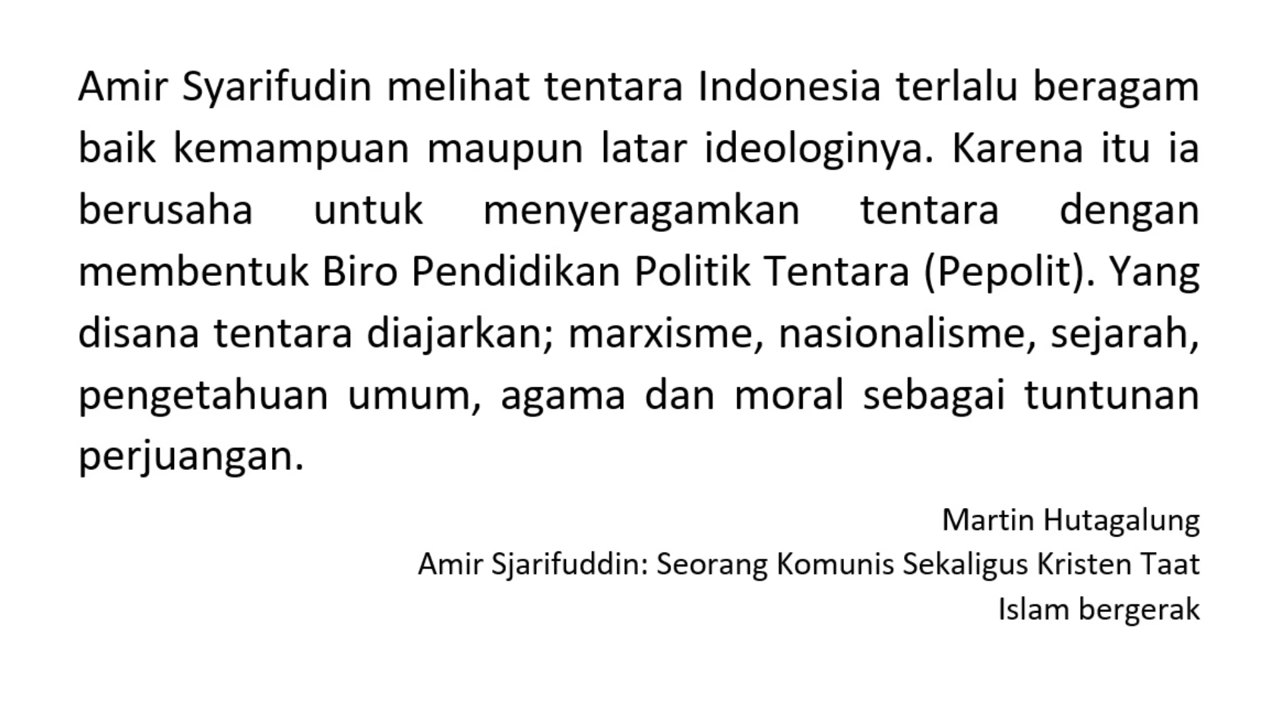 Amir Syarifudin melihat tentara Indonesia terlalu beragam
baik kemampuan maupun latar ideologinya. Karena itu ia
berusaha untuk menyeragamkan tentara dengan
membentuk Biro Pendidikan Politik Tentara (Pepolit). Yang
disana tentara diajarkan; marxisme, nasionalisme, sejarah,
pengetahuan umum, agama dan moral sebagai tuntunan
perjuangan.
Martin Hutagalung
Amir Sjarifuddin: Seorang Komunis Sekaligus Kristen Taat
Islam bergerak